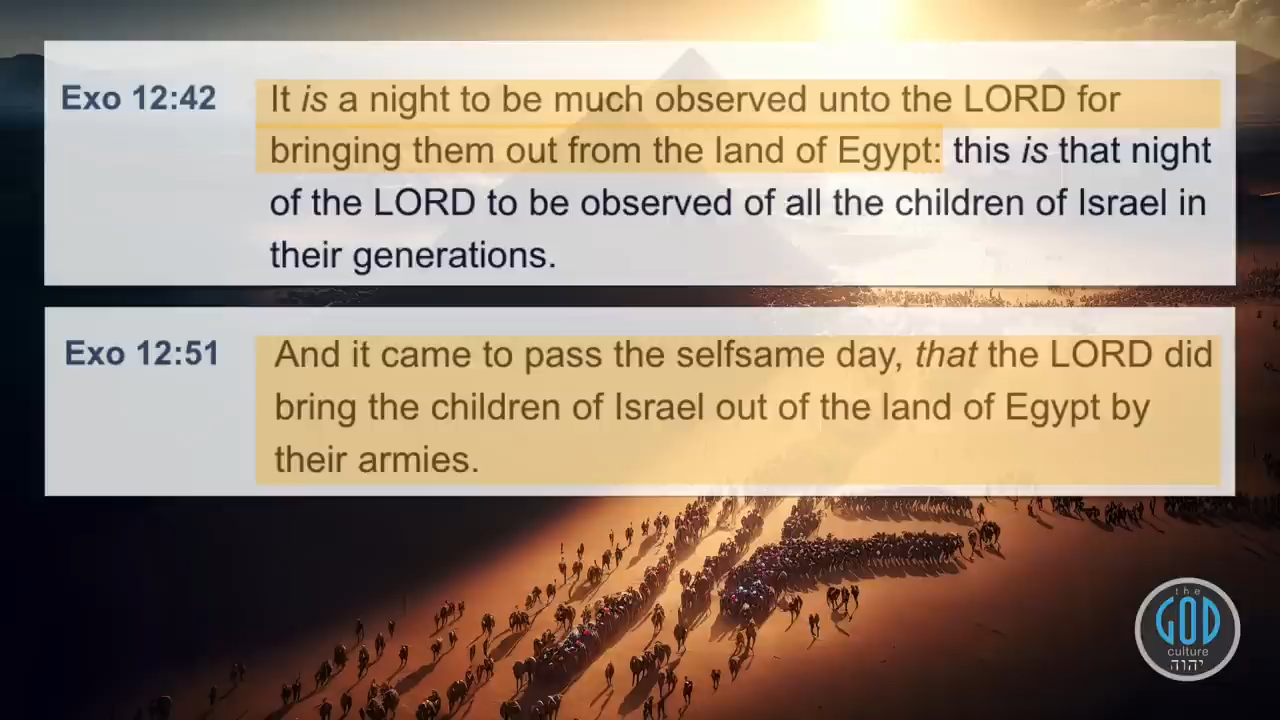 Exo 12:42 It is a night to be much observed unto the LORD for
bringing them out from the land of Egypt: this is that night
of the LORD to be observed of all the children of Israel in
their generations.
Exo 12:51 And it came to pass the selfsame day, that the LORD did
bring the children of Israel out of the land of Egypt by
their armies.
the
GOD
culture
יהוה